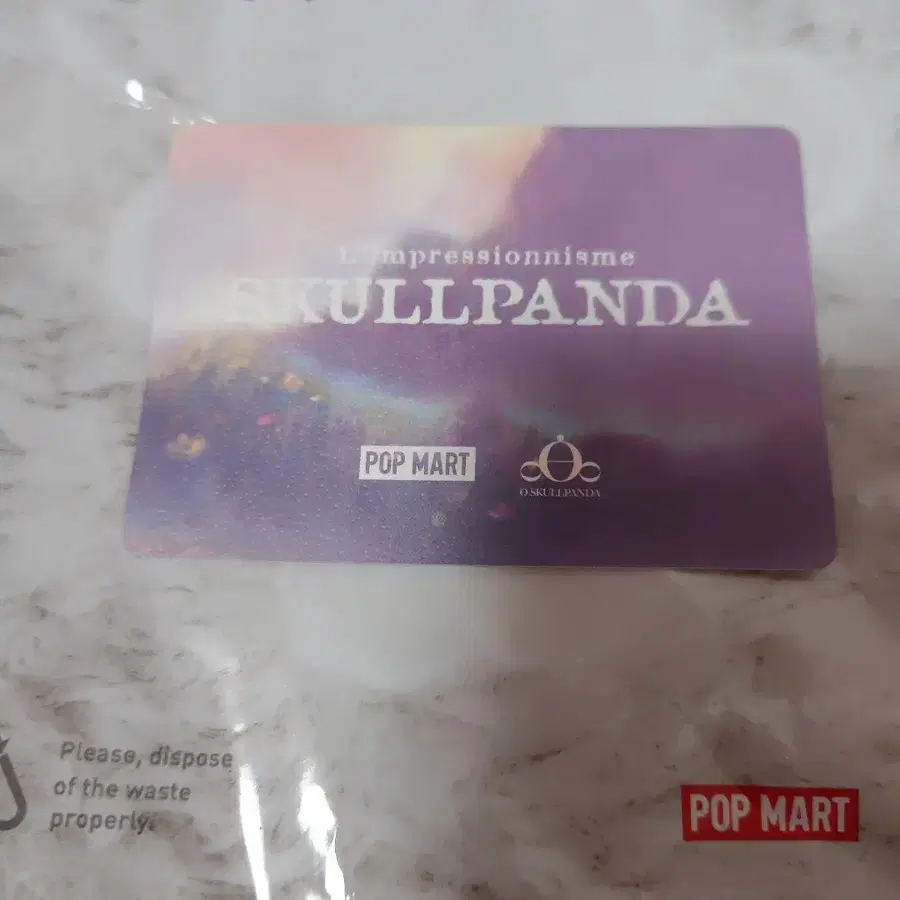 L'impressionnisme
SKULLPANDA
POP MART
O.SKULLPANDA
Please, dispose
of the waste
properly.
POP MART